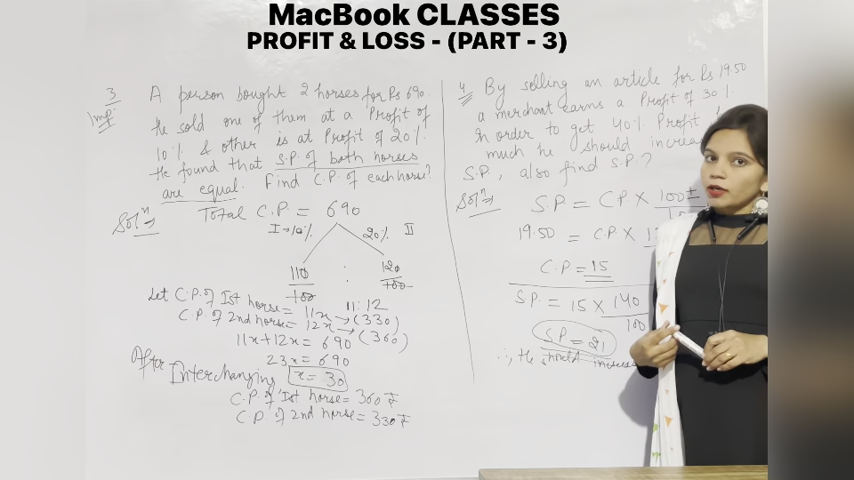 MacBook CLASSES
PROFIT & LOSS - (PART - 3)
3
Imp
A person bought 2 horses for Rs 690.
He sold one of them at a Profit of
10% & other is at Profit of 20%.
He found that S.P. of both horses
are equal. Find C.P. of each horse?
Solⁿ
Total C.P = 690
I → 10% 20% II
110 : 120
100 100
11:12
Let C.P. of Ist horse = 11x → (330)
C.P. of 2nd horse = 12x → (360)
11x + 12x = 690
23x = 690
x = 30
After Interchanging
C.P. of Ist horse = 360 ₹
C.P. of 2nd horse = 330 ₹
4
By selling an article for Rs 19.50
a merchant earns a Profit of 30%.
In order to get 40% Profit
much he should increa
S.P, also find S.P.?
Solⁿ
S.P = CP × 100±
19.50 = C.P ×
C.P = 15
S.P = 15 × 140
100
S.P = 21
∴, He should increase